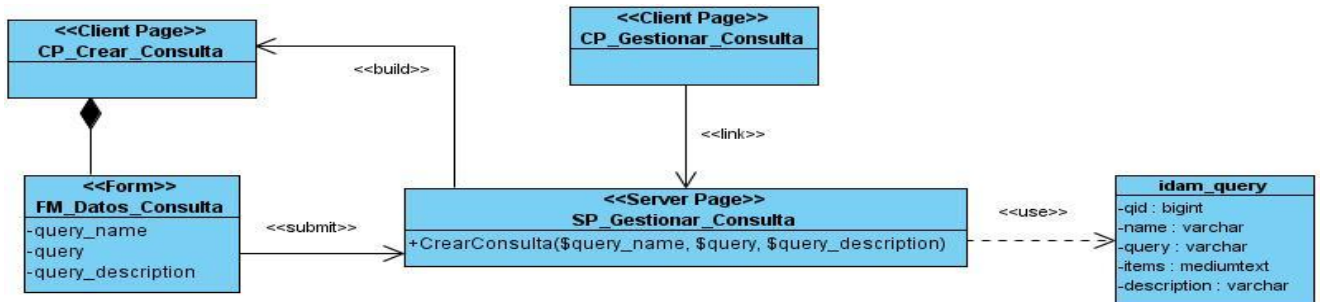 <<Client Page>>
CP_Crear_Consulta
<<build>>
<<Client Page>>
CP_Gestionar_Consulta
<<link>>
<<Form>>
FM_Datos_Consulta
-query_name
-query
-query_description
<<submit>>
<<Server Page>>
SP_Gestionar_Consulta
+CrearConsulta($query_name, $query, $query_description)
<<use>>
idam_query
-qid : bigint
-name : varchar
-query : varchar
-items : mediumtext
-description : varchar